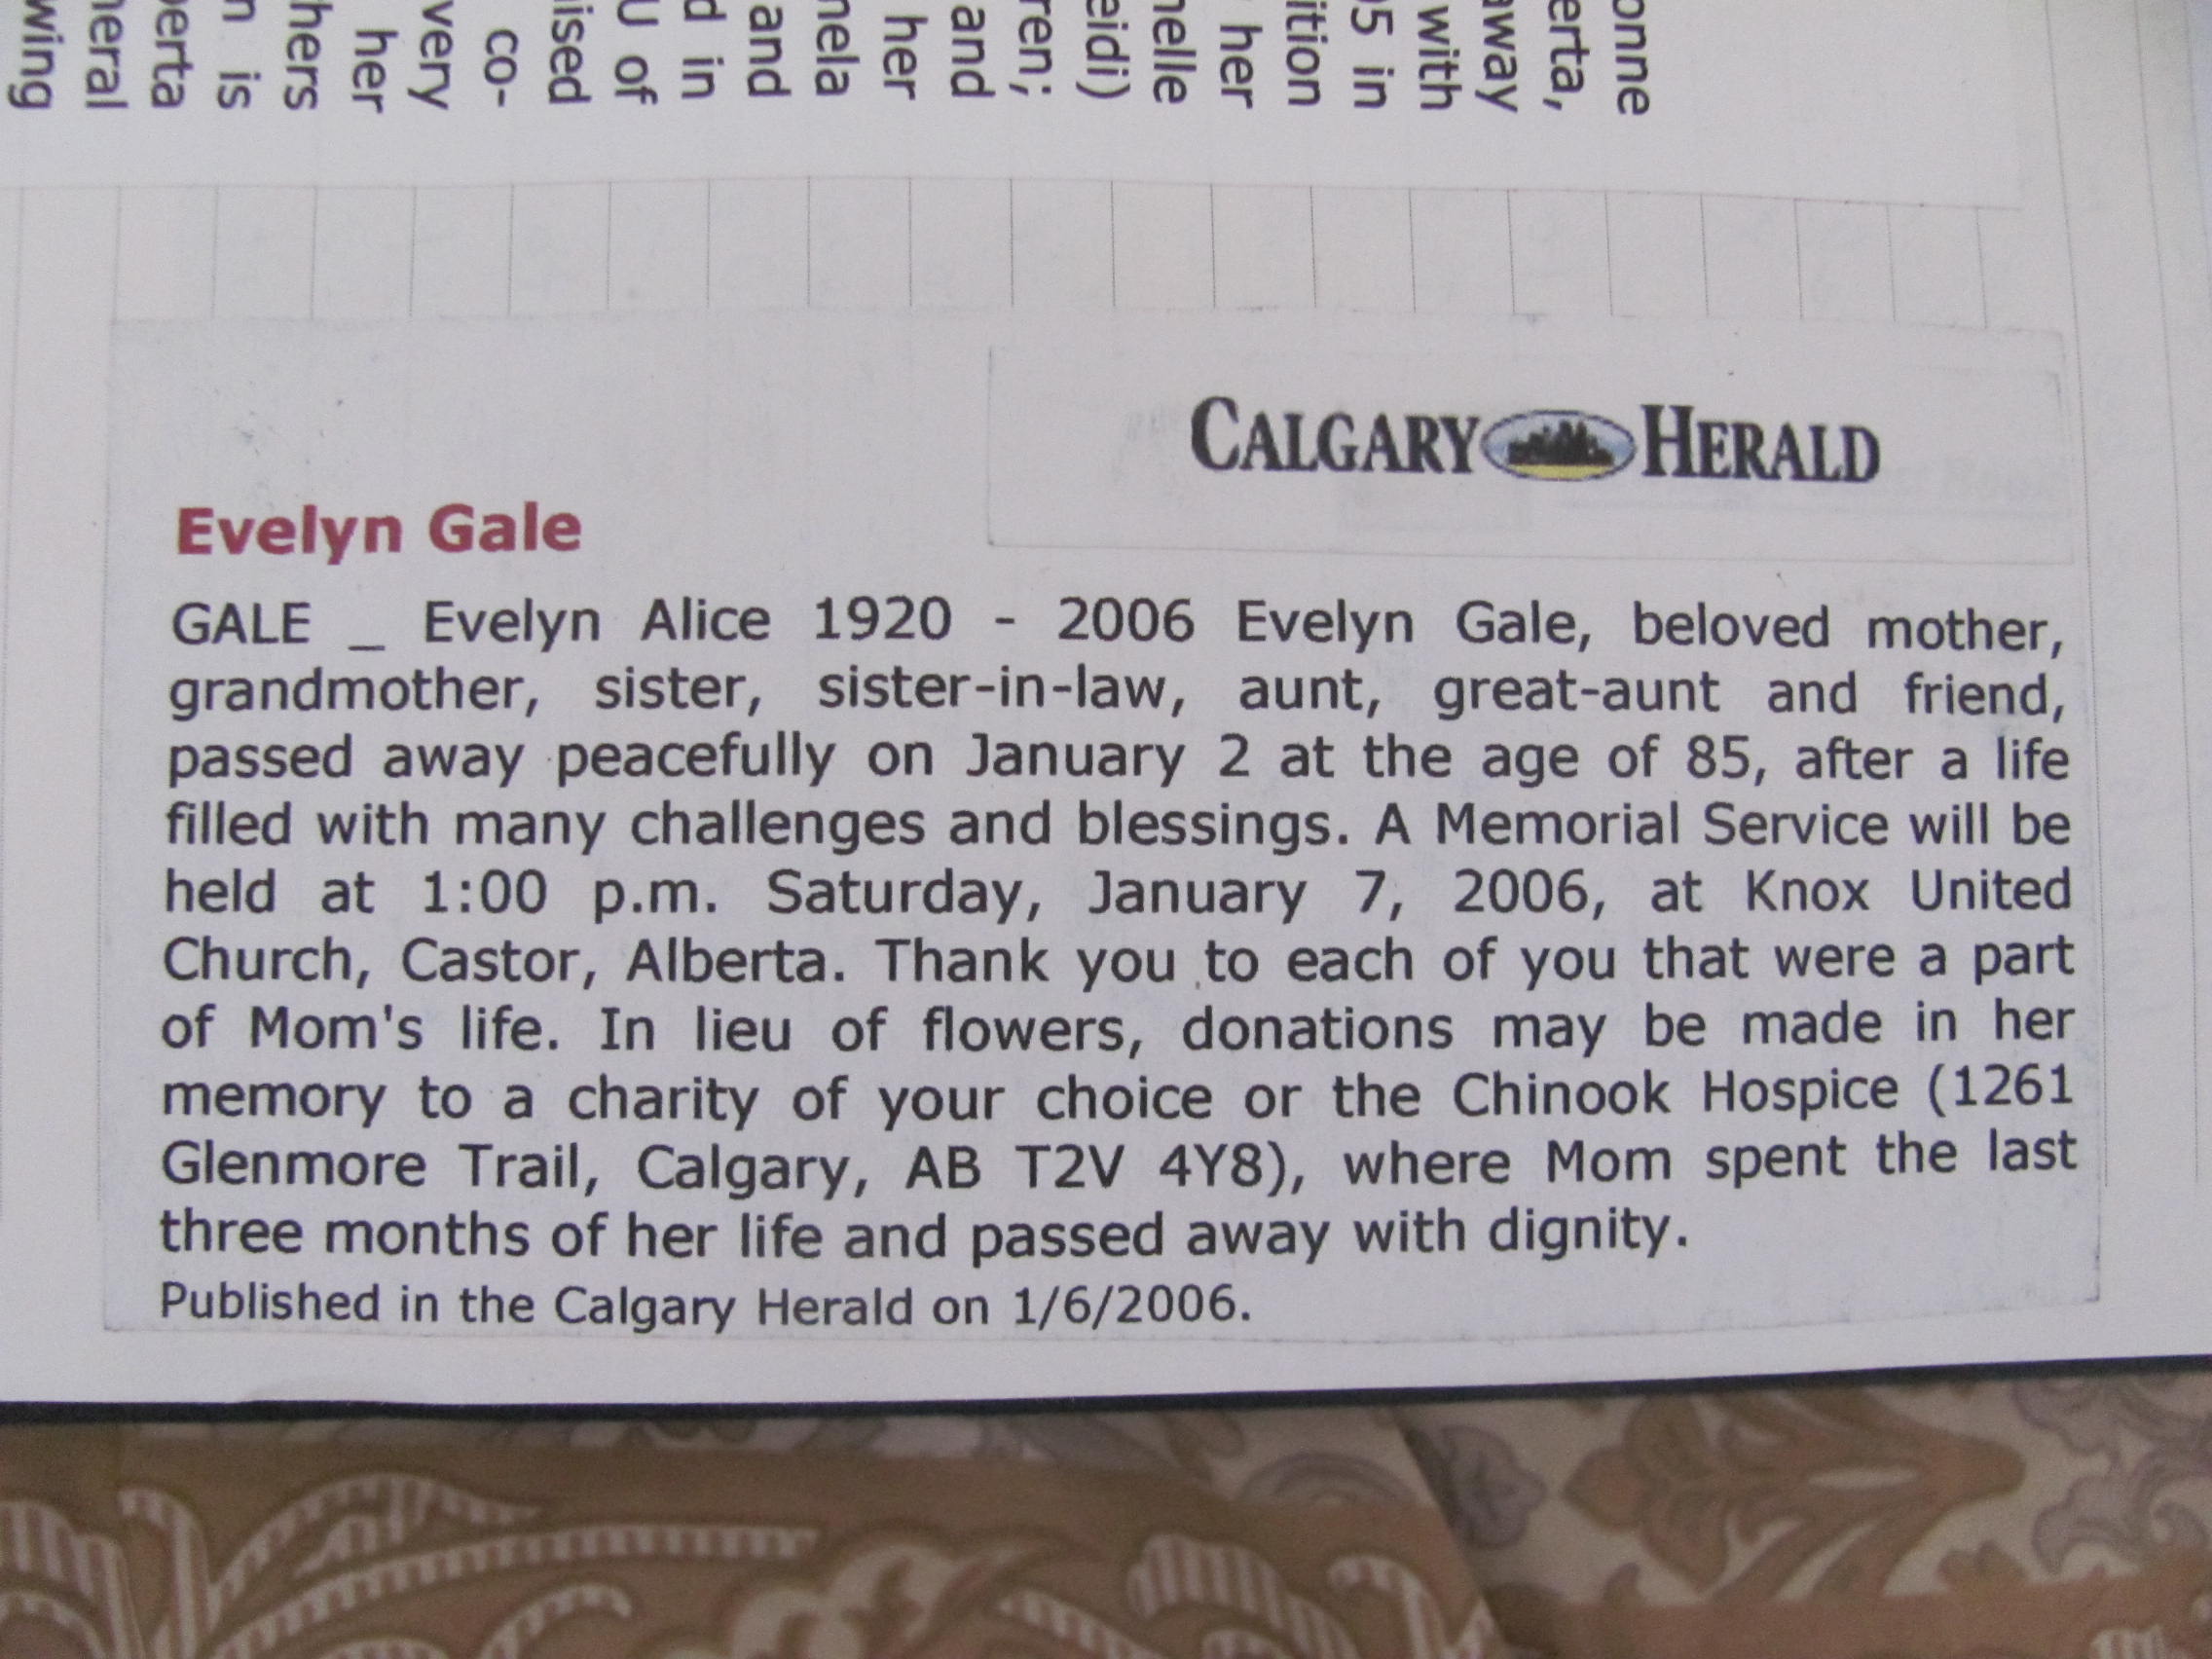 onne
erta,
away
with
95 in
ition
her
nelle
eidi)
ren;
and
her
nela
and
d in
U of
ised
co-
very
her
hers
n is
berta
neral
wing
CALGARY HERALD
Evelyn Gale
GALE _ Evelyn Alice 1920 - 2006 Evelyn Gale, beloved mother,
grandmother, sister, sister-in-law, aunt, great-aunt and friend,
passed away peacefully on January 2 at the age of 85, after a life
filled with many challenges and blessings. A Memorial Service will be
held at 1:00 p.m. Saturday, January 7, 2006, at Knox United
Church, Castor, Alberta. Thank you to each of you that were a part
of Mom's life. In lieu of flowers, donations may be made in her
memory to a charity of your choice or the Chinook Hospice (1261
Glenmore Trail, Calgary, AB T2V 4Y8), where Mom spent the last
three months of her life and passed away with dignity.
Published in the Calgary Herald on 1/6/2006.